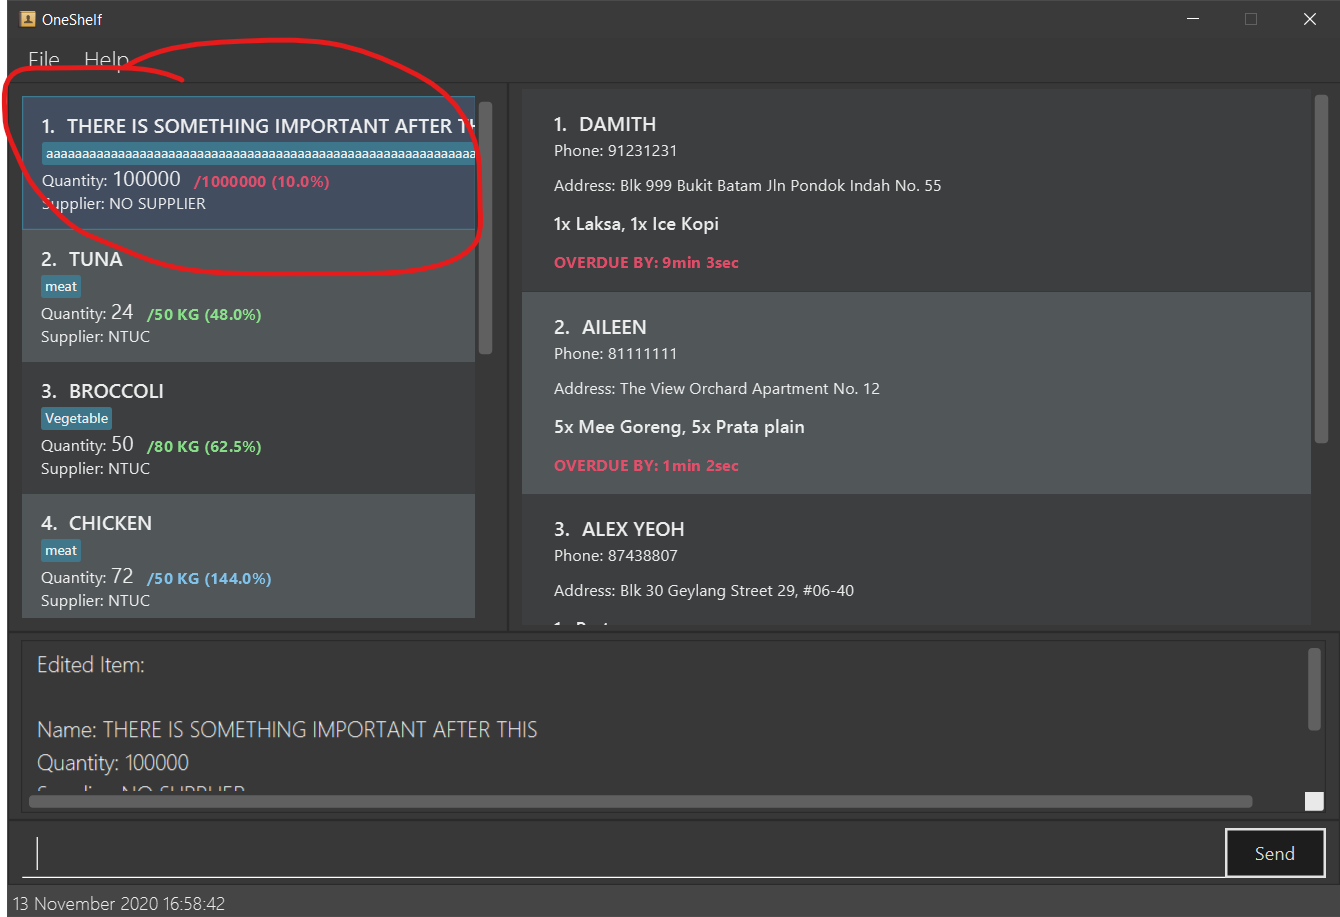 OneShelf
File Help
1. THERE IS SOMETHING IMPORTANT AFTER TH
Quantity: 100000 /1000000 (10.0%)
Supplier: NO SUPPLIER
2. TUNA
meat
Quantity: 24 /50 KG (48.0%)
Supplier: NTUC
3. BROCCOLI
Vegetable
Quantity: 50 /80 KG (62.5%)
Supplier: NTUC
4. CHICKEN
meat
Quantity: 72 /50 KG (144.0%)
Supplier: NTUC
1. DAMITH
Phone: 91231231
Address: Blk 999 Bukit Batam Jln Pondok Indah No. 55
1x Laksa, 1x Ice Kopi
OVERDUE BY: 9min 3sec
2. AILEEN
Phone: 81111111
Address: The View Orchard Apartment No. 12
5x Mee Goreng, 5x Prata plain
OVERDUE BY: 1min 2sec
3. ALEX YEOH
Phone: 87438807
Address: Blk 30 Geylang Street 29, #06-40
Edited Item:
Name: THERE IS SOMETHING IMPORTANT AFTER THIS
Quantity: 100000
Supplier: NO SUPPLIER
Send
13 November 2020 16:58:42